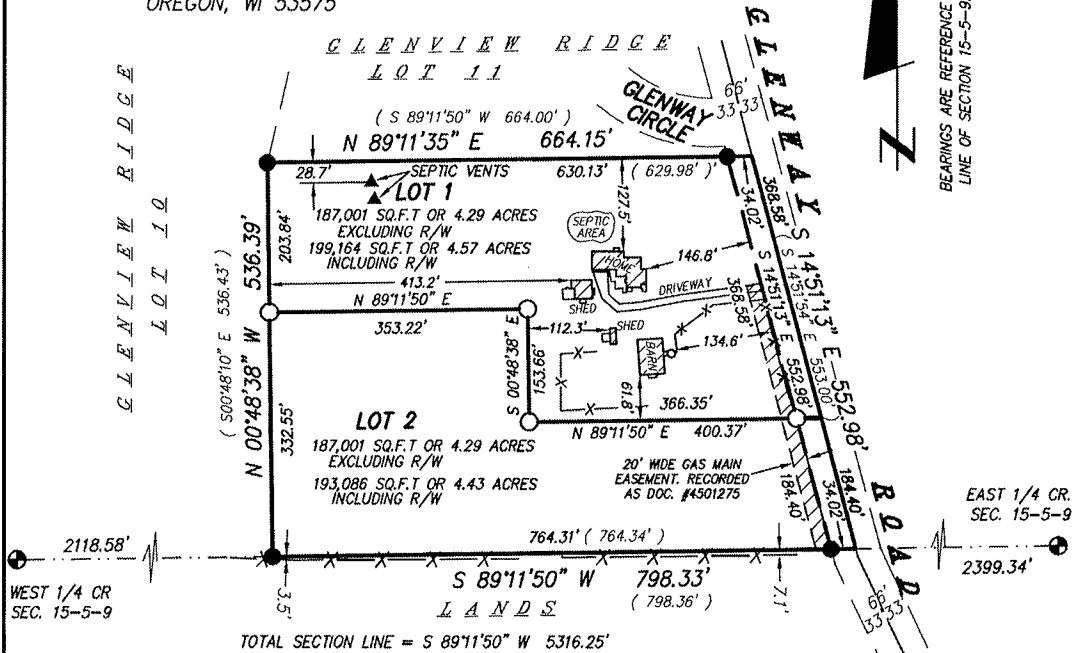 OREGON, WI 53575
GLENVIEW RIDGE
LOT 11
GLENVIEW RIDGE
LOT 10
GLENWAY
CIRCLE
GLENWAY ROAD
66'
33' 33'
BEARINGS ARE REFERENCE
LINE OF SECTION 15-5-9
N
( S 89°11'50" W 664.00' )
N 89°11'35" E 664.15'
28.7'
SEPTIC VENTS
630.13' ( 629.98' )
LOT 1
187,001 SQ.F.T OR 4.29 ACRES
EXCLUDING R/W
199,164 SQ.F.T OR 4.57 ACRES
INCLUDING R/W
127.5'
SEPTIC
AREA
HOME
146.8'
34.02'
368.58'
S 14°51'13" E 552.98'
( S 14°51'54" E 553.00' )
S 14°51'13" E 552.98'
368.58'
( S00°48'10" E 536.43' )
N 00°48'38" W 536.39'
203.84'
413.2'
SHED
DRIVEWAY
N 89°11'50" E
353.22'
S 00°48'38" E
153.66'
112.3'
SHED
BARN
134.6'
61.8'
366.35'
N 89°11'50" E 400.37'
332.55'
LOT 2
187,001 SQ.F.T OR 4.29 ACRES
EXCLUDING R/W
193,086 SQ.F.T OR 4.43 ACRES
INCLUDING R/W
20' WIDE GAS MAIN
EASEMENT. RECORDED
AS DOC. #4501275
184.40'
34.02'
184.40'
EAST 1/4 CR.
SEC. 15-5-9
2399.34'
2118.58'
WEST 1/4 CR
SEC. 15-5-9
764.31' ( 764.34' )
3.5'
S 89°11'50" W 798.33'
( 798.36' )
7.1'
LANDS
66'
33' 33'
TOTAL SECTION LINE = S 89°11'50" W 5316.25'